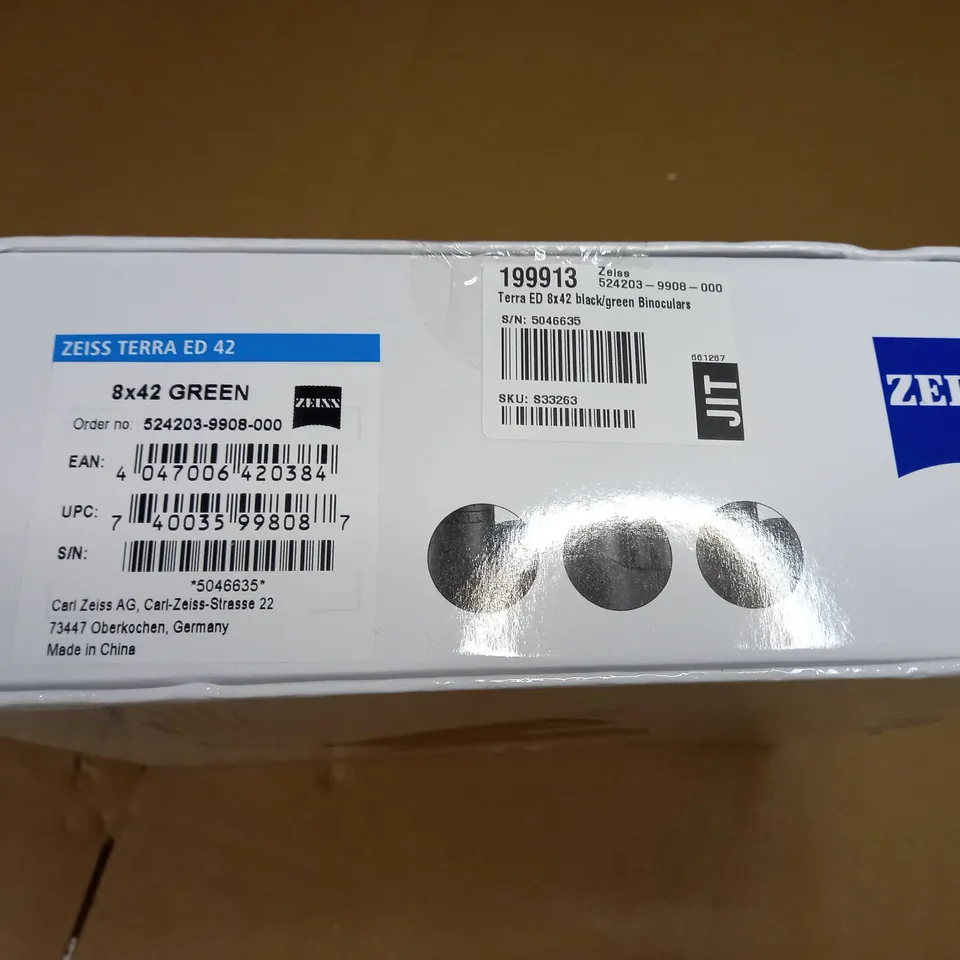 199913 Zeiss
524203-9908-000
Terra ED 8x42 black/green Binoculars
S/N: 5046635
661267
SKU: S33263
JIT
ZEISS TERRA ED 42
8x42 GREEN
ZEISS
Order no: 524203-9908-000
EAN: 4 047006 420384
UPC: 7 40035 99808 7
S/N:
*5046635*
Carl Zeiss AG, Carl-Zeiss-Strasse 22
73447 Oberkochen, Germany
Made in China